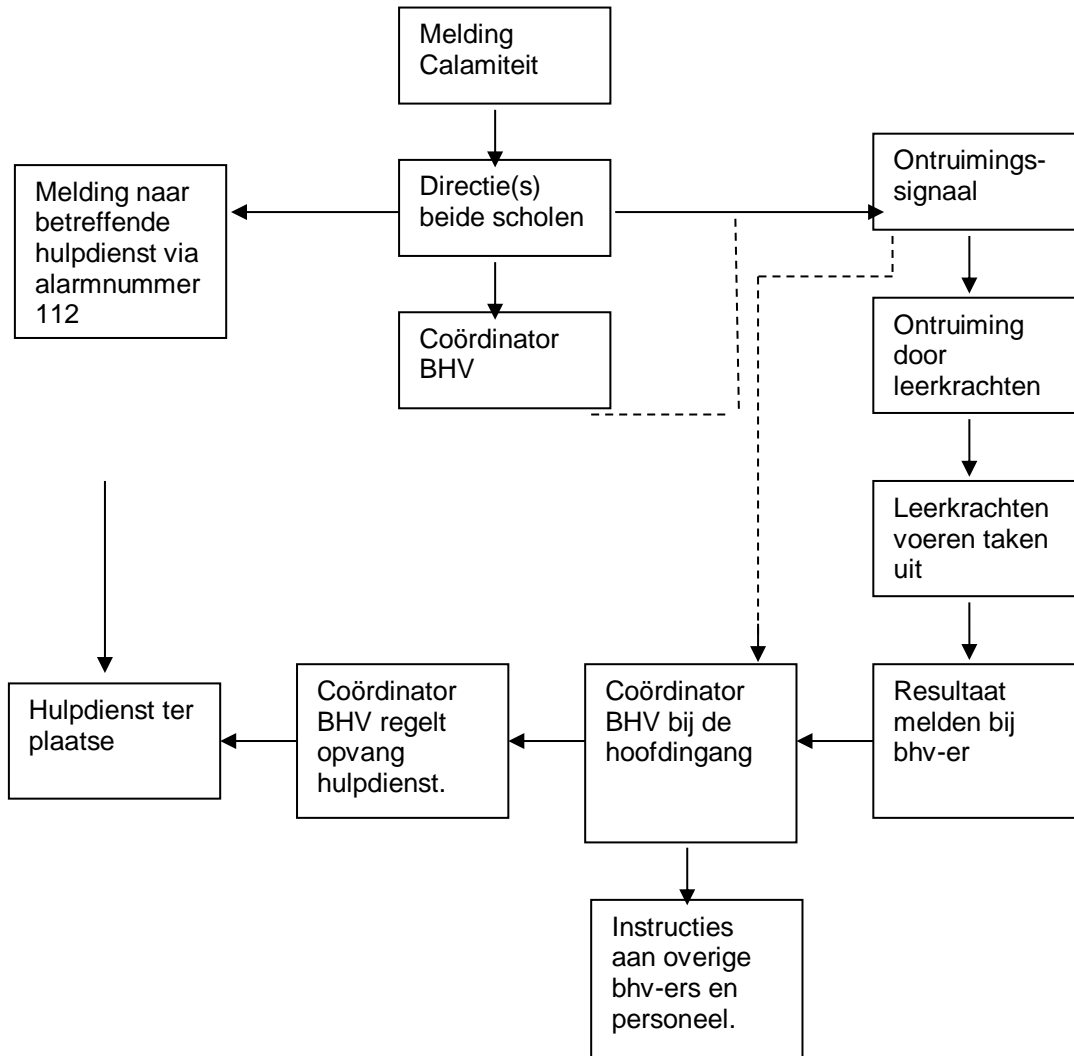 Melding
Calamiteit
Directie(s)
beide scholen
Melding naar
betreffende
hulpdienst via
alarmnummer
112
Ontruimings-
signaal
Coördinator
BHV
Ontruiming
door
leerkrachten
Leerkrachten
voeren taken
uit
Hulpdienst ter
plaatse
Coördinator
BHV regelt
opvang
hulpdienst.
Coördinator
BHV bij de
hoofdingang
Resultaat
melden bij
bhv-er
Instructies
aan overige
bhv-ers en
personeel.